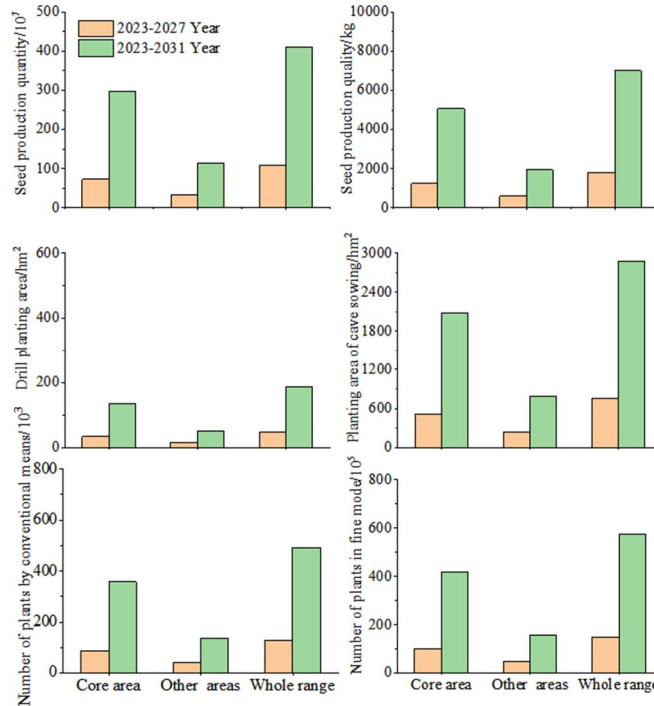 Seed production quantity/10⁷
500
400
300
200
100
0
2023-2027 Year
2023-2031 Year
Seed production quality/kg
10000
8000
6000
4000
2000
0
Drill planting area/hm²
600
400
200
0
Planting area of cave sowing/hm²
3000
2400
1800
1200
600
0
Number of plants by conventional means/10³
800
600
400
200
0
Core area
Other areas
Whole range
Number of plants in fine mode/10⁵
800
600
400
200
0
Core area
Other areas
Whole range